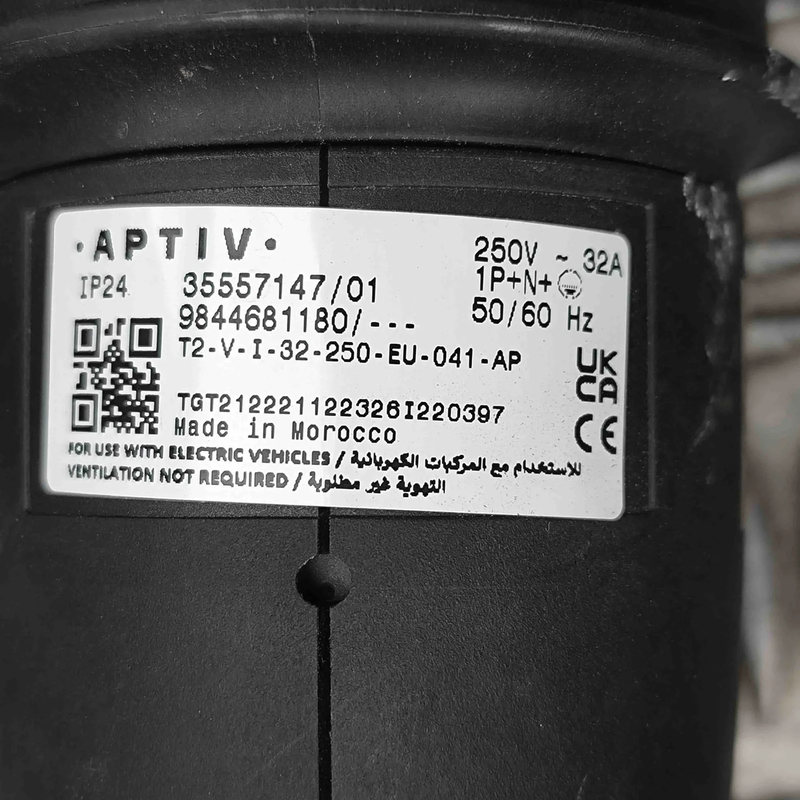 ·APTIV·
250V ~ 32A
IP24
35557147/01
1P+N+
9844681180/---
50/60 Hz
T2-V-I-32-250-EU-041-AP
UK
CA
TGT212221122326I220397
Made in Morocco
CE
FOR USE WITH ELECTRIC VEHICLES / للاستخدام مع المركبات الكهربائية
VENTILATION NOT REQUIRED / التهوية غير مطلوبة